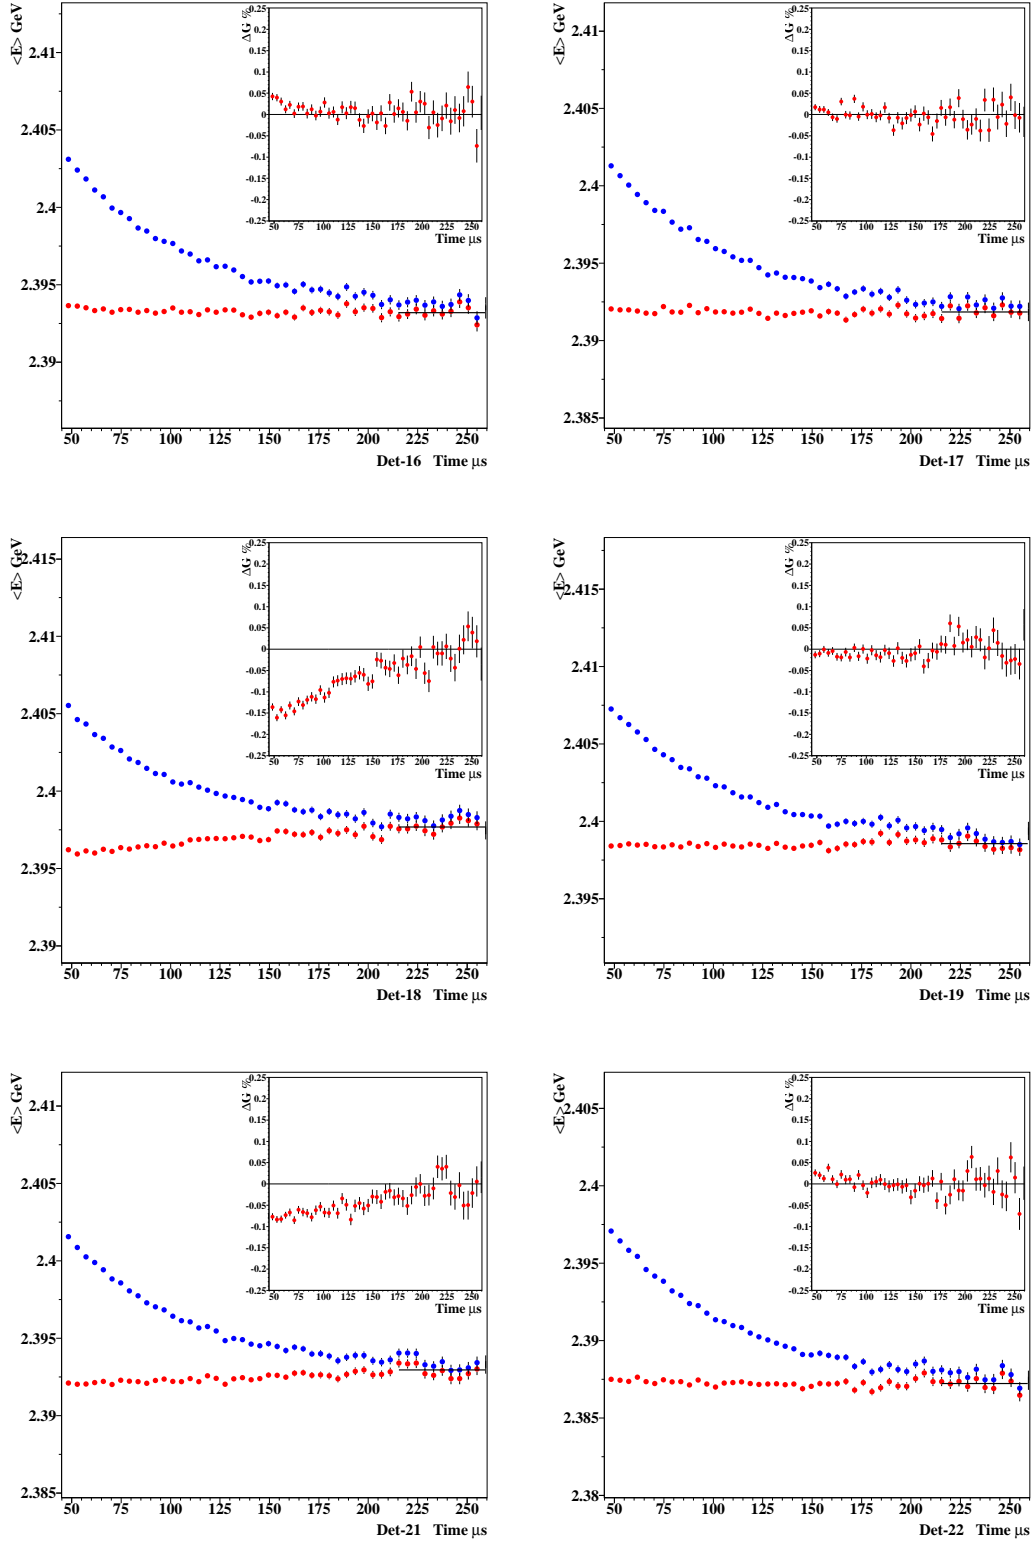 <E> GeV
2.41
2.405
2.4
2.395
2.39
50 75 100 125 150 175 200 225 250
Det-16 Time μs
ΔG %
0.25
0.2
0.15
0.1
0.05
0
-0.05
-0.1
-0.15
-0.2
-0.25
50 75 100 125 150 175 200 225 250
Time μs
<E> GeV
2.41
2.405
2.4
2.395
2.39
2.385
50 75 100 125 150 175 200 225 250
Det-17 Time μs
ΔG %
0.25
0.2
0.15
0.1
0.05
0
-0.05
-0.1
-0.15
-0.2
-0.25
50 75 100 125 150 175 200 225 250
Time μs
<E> GeV
2.415
2.41
2.405
2.4
2.395
2.39
50 75 100 125 150 175 200 225 250
Det-18 Time μs
ΔG %
0.25
0.2
0.15
0.1
0.05
0
-0.05
-0.1
-0.15
-0.2
-0.25
50 75 100 125 150 175 200 225 250
Time μs
<E> GeV
2.415
2.41
2.405
2.4
2.395
50 75 100 125 150 175 200 225 250
Det-19 Time μs
ΔG %
0.25
0.2
0.15
0.1
0.05
0
-0.05
-0.1
-0.15
-0.2
-0.25
50 75 100 125 150 175 200 225 250
Time μs
<E> GeV
2.41
2.405
2.4
2.395
2.39
2.385
50 75 100 125 150 175 200 225 250
Det-21 Time μs
ΔG %
0.25
0.2
0.15
0.1
0.05
0
-0.05
-0.1
-0.15
-0.2
-0.25
50 75 100 125 150 175 200 225 250
Time μs
<E> GeV
2.405
2.4
2.395
2.39
2.385
2.38
50 75 100 125 150 175 200 225 250
Det-22 Time μs
ΔG %
0.25
0.2
0.15
0.1
0.05
0
-0.05
-0.1
-0.15
-0.2
-0.25
50 75 100 125 150 175 200 225 250
Time μs